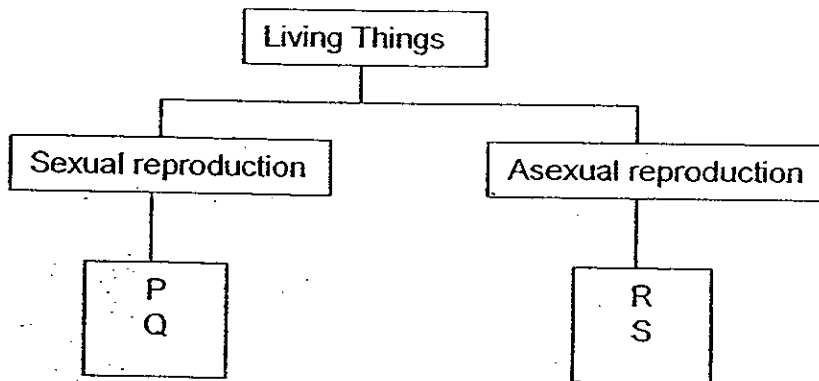 Living Things
Sexual reproduction
Asexual reproduction
P
Q
R
S